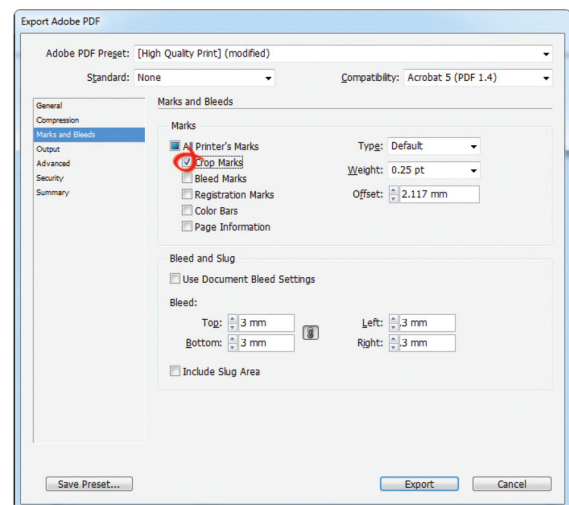 Export Adobe PDF
Adobe PDF Preset: [High Quality Print] (modified)
Standard: None Compatibility: Acrobat 5 (PDF 1.4)
General
Compression
Marks and Bleeds
Output
Advanced
Security
Summary
Marks and Bleeds
Marks
All Printer's Marks Type: Default
Crop Marks Weight: 0.25 pt
Bleed Marks
Registration Marks Offset: 2.117 mm
Color Bars
Page Information
Bleed and Slug
Use Document Bleed Settings
Bleed:
Top: 3 mm Left: 3 mm
Bottom: 3 mm Right: 3 mm
Include Slug Area
Save Preset... Export Cancel